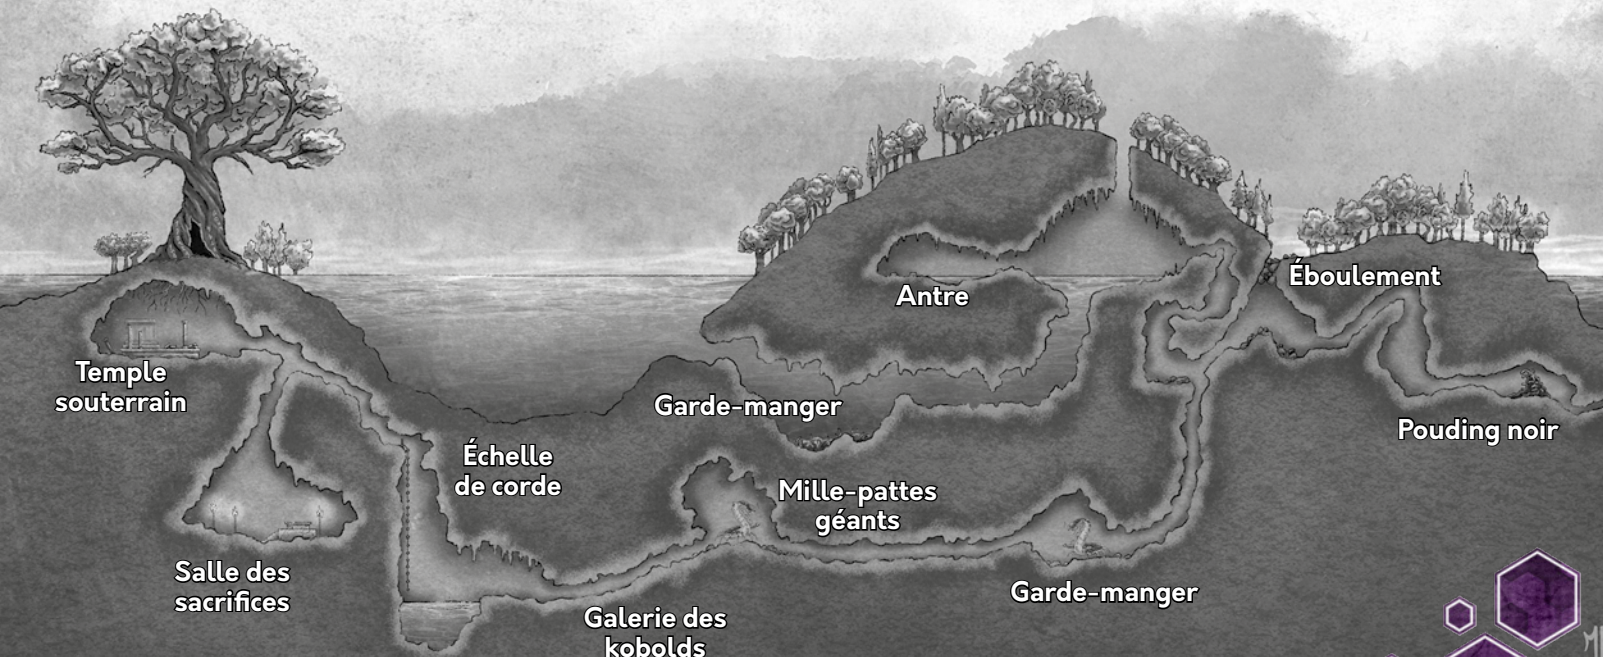 Éboulement
Antre
Temple
souterrain
Garde-manger
Pouding noir
Échelle
de corde
Mille-pattes
géants
Salle des
sacrifices
Garde-manger
Galerie des
kobolds